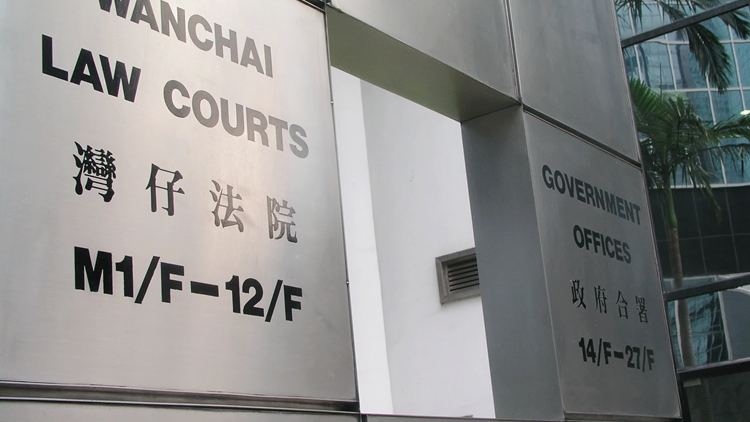 WANCHAI
LAW COURTS
灣仔法院
M1/F–12/F
GOVERNMENT
OFFICES
政府合署
14/F–27/F